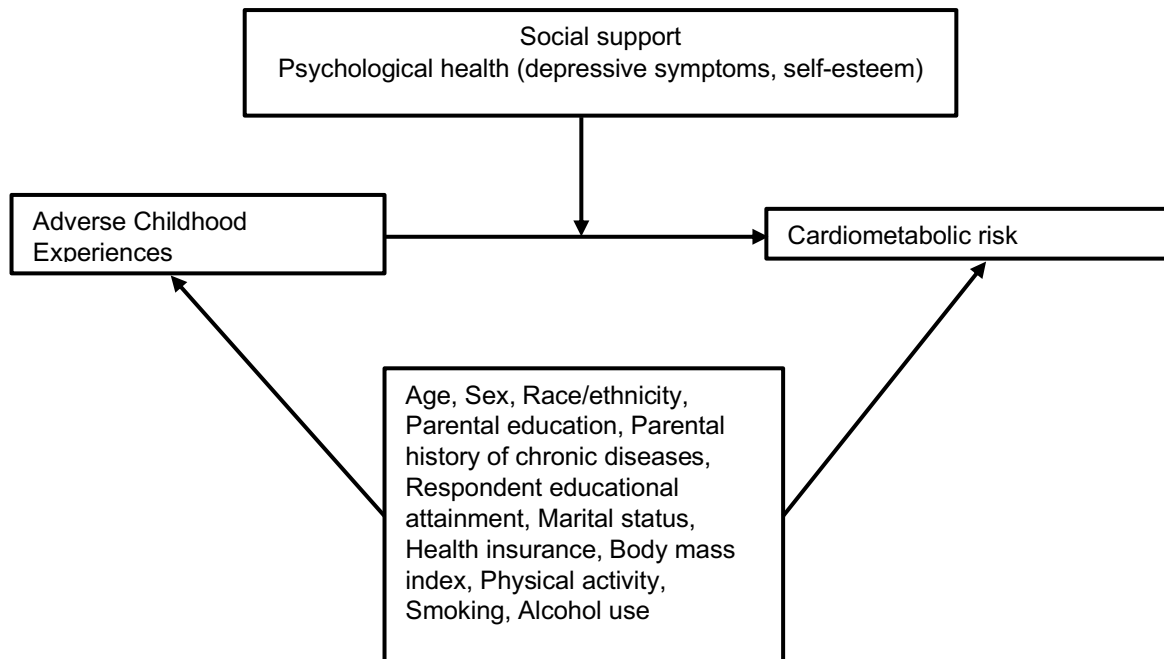 Social support
Psychological health (depressive symptoms, self-esteem)
Adverse Childhood
Experiences
Cardiometabolic risk
Age, Sex, Race/ethnicity,
Parental education, Parental
history of chronic diseases,
Respondent educational
attainment, Marital status,
Health insurance, Body mass
index, Physical activity,
Smoking, Alcohol use